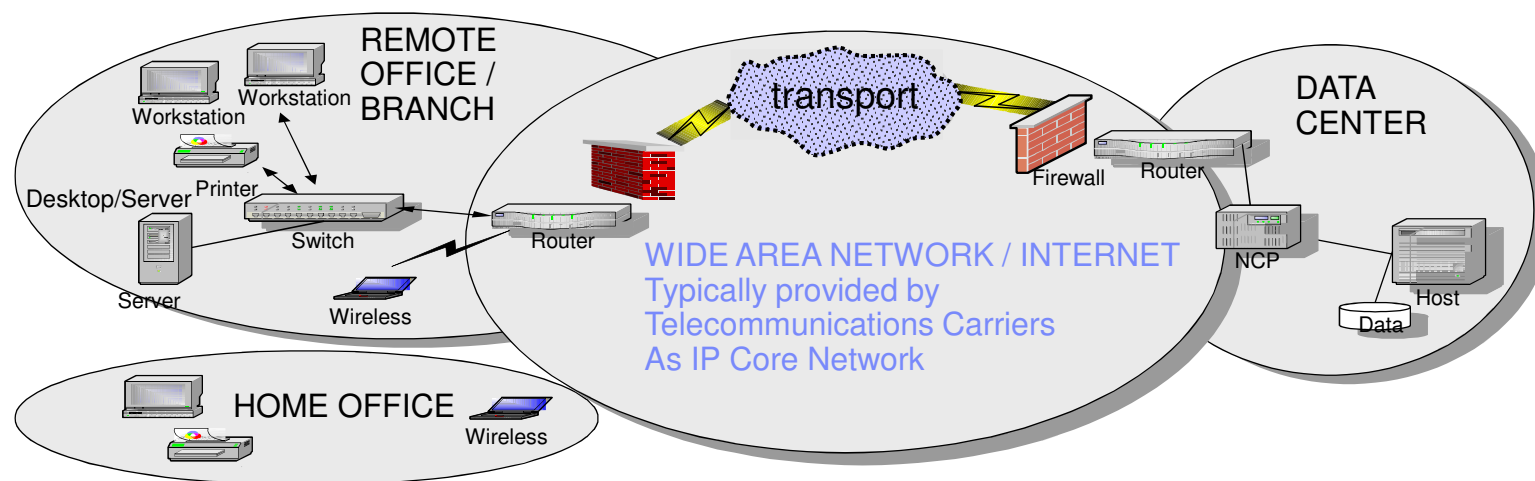 REMOTE
OFFICE /
BRANCH
Workstation
Workstation
Printer
Desktop/Server
Switch
Server
Wireless
Router
transport
Firewall
Router
WIDE AREA NETWORK / INTERNET
Typically provided by
Telecommunications Carriers
As IP Core Network
DATA
CENTER
NCP
Host
Data
HOME OFFICE
Wireless